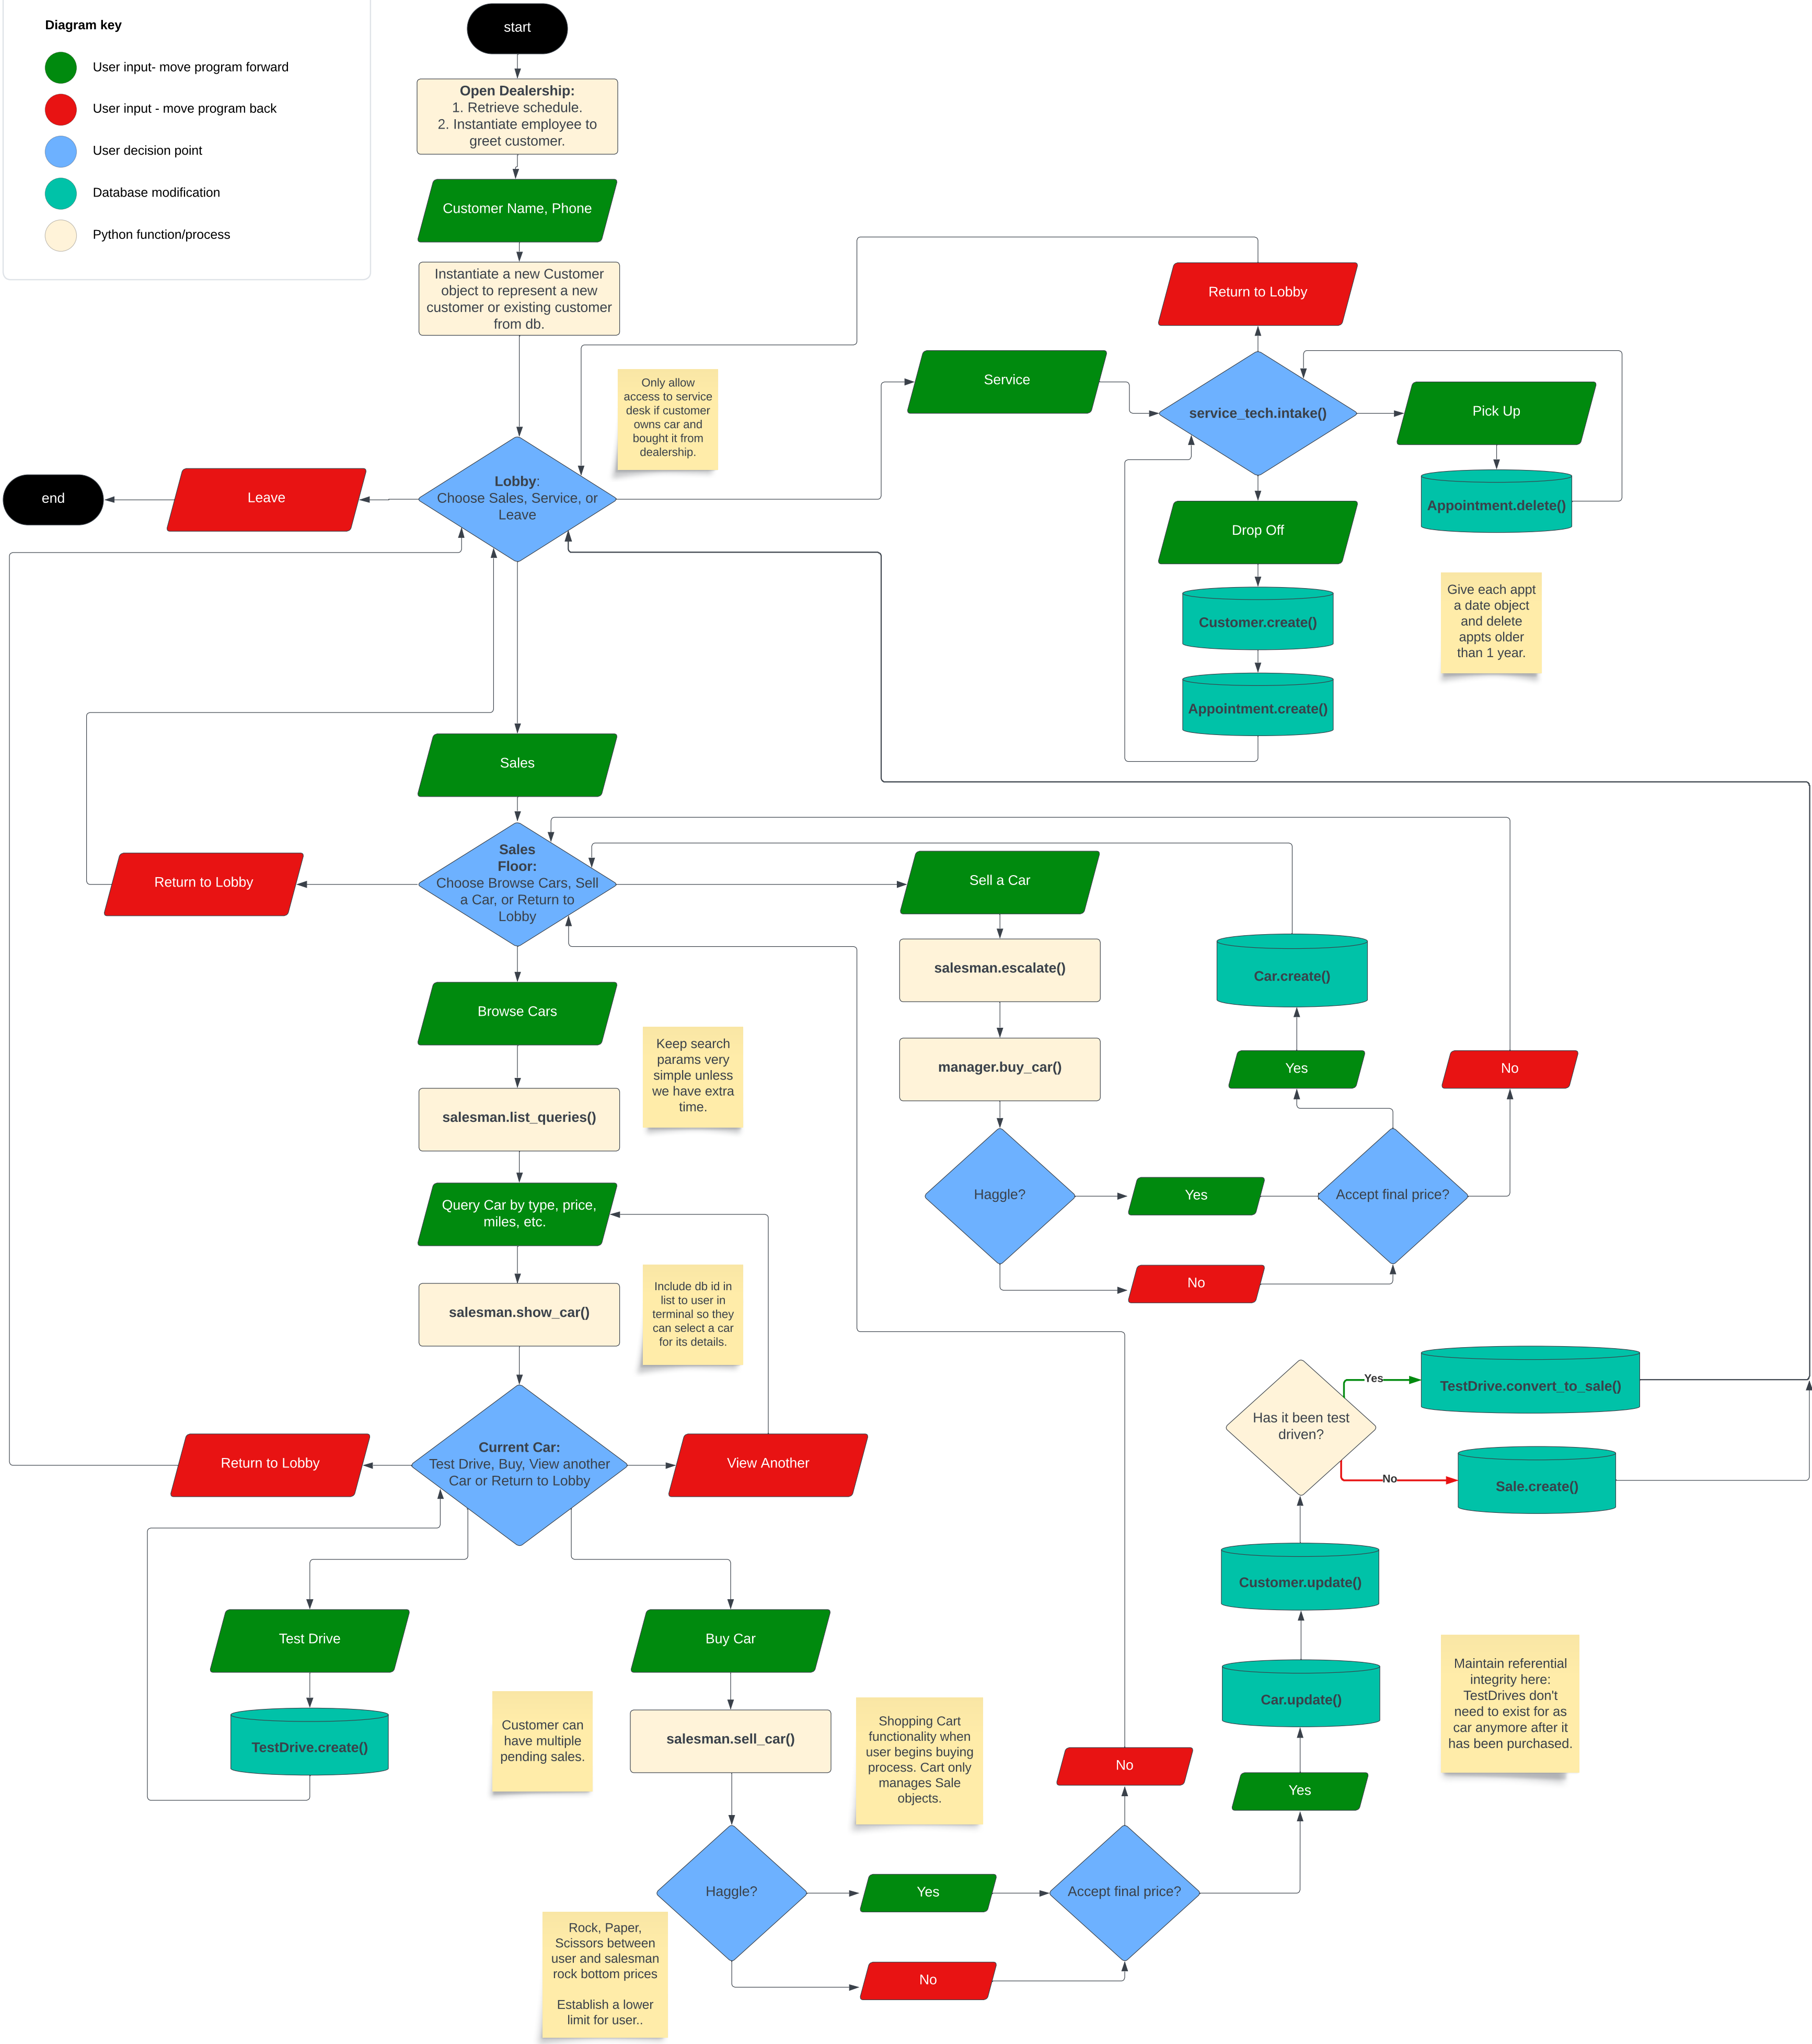 Diagram key
User input- move program forward
User input - move program back
User decision point
Database modification
Python function/process
start
Open Dealership:
1. Retrieve schedule.
2. Instantiate employee to
greet customer.
Customer Name, Phone
Instantiate a new Customer
object to represent a new
customer or existing customer
from db.
Return to Lobby
Only allow
access to service
desk if customer
owns car and
bought it from
dealership.
Service
service_tech.intake()
Pick Up
Lobby:
Choose Sales, Service, or
Leave
Leave
end
Appointment.delete()
Drop Off
Customer.create()
Give each appt
a date object
and delete
appts older
than 1 year.
Appointment.create()
Sales
Sales
Floor:
Choose Browse Cars, Sell
a Car, or Return to
Lobby
Return to Lobby
Sell a Car
salesman.escalate()
Car.create()
Browse Cars
Keep search
params very
simple unless
we have extra
time.
manager.buy_car()
Yes
No
salesman.list_queries()
Haggle?
Yes
Accept final price?
Query Car by type, price,
miles, etc.
No
salesman.show_car()
Include db id in
list to user in
terminal so they
can select a car
for its details.
Yes
TestDrive.convert_to_sale()
Has it been test
driven?
Current Car:
Test Drive, Buy, View another
Car or Return to Lobby
Return to Lobby
View Another
No
Sale.create()
Customer.update()
Test Drive
Buy Car
Car.update()
Maintain referential
integrity here:
TestDrives don't
need to exist for as
car anymore after it
has been purchased.
TestDrive.create()
Customer can
have multiple
pending sales.
salesman.sell_car()
Shopping Cart
functionality when
user begins buying
process. Cart only
manages Sale
objects.
No
Yes
Haggle?
Yes
Accept final price?
Rock, Paper,
Scissors between
user and salesman
rock bottom prices
Establish a lower
limit for user..
No